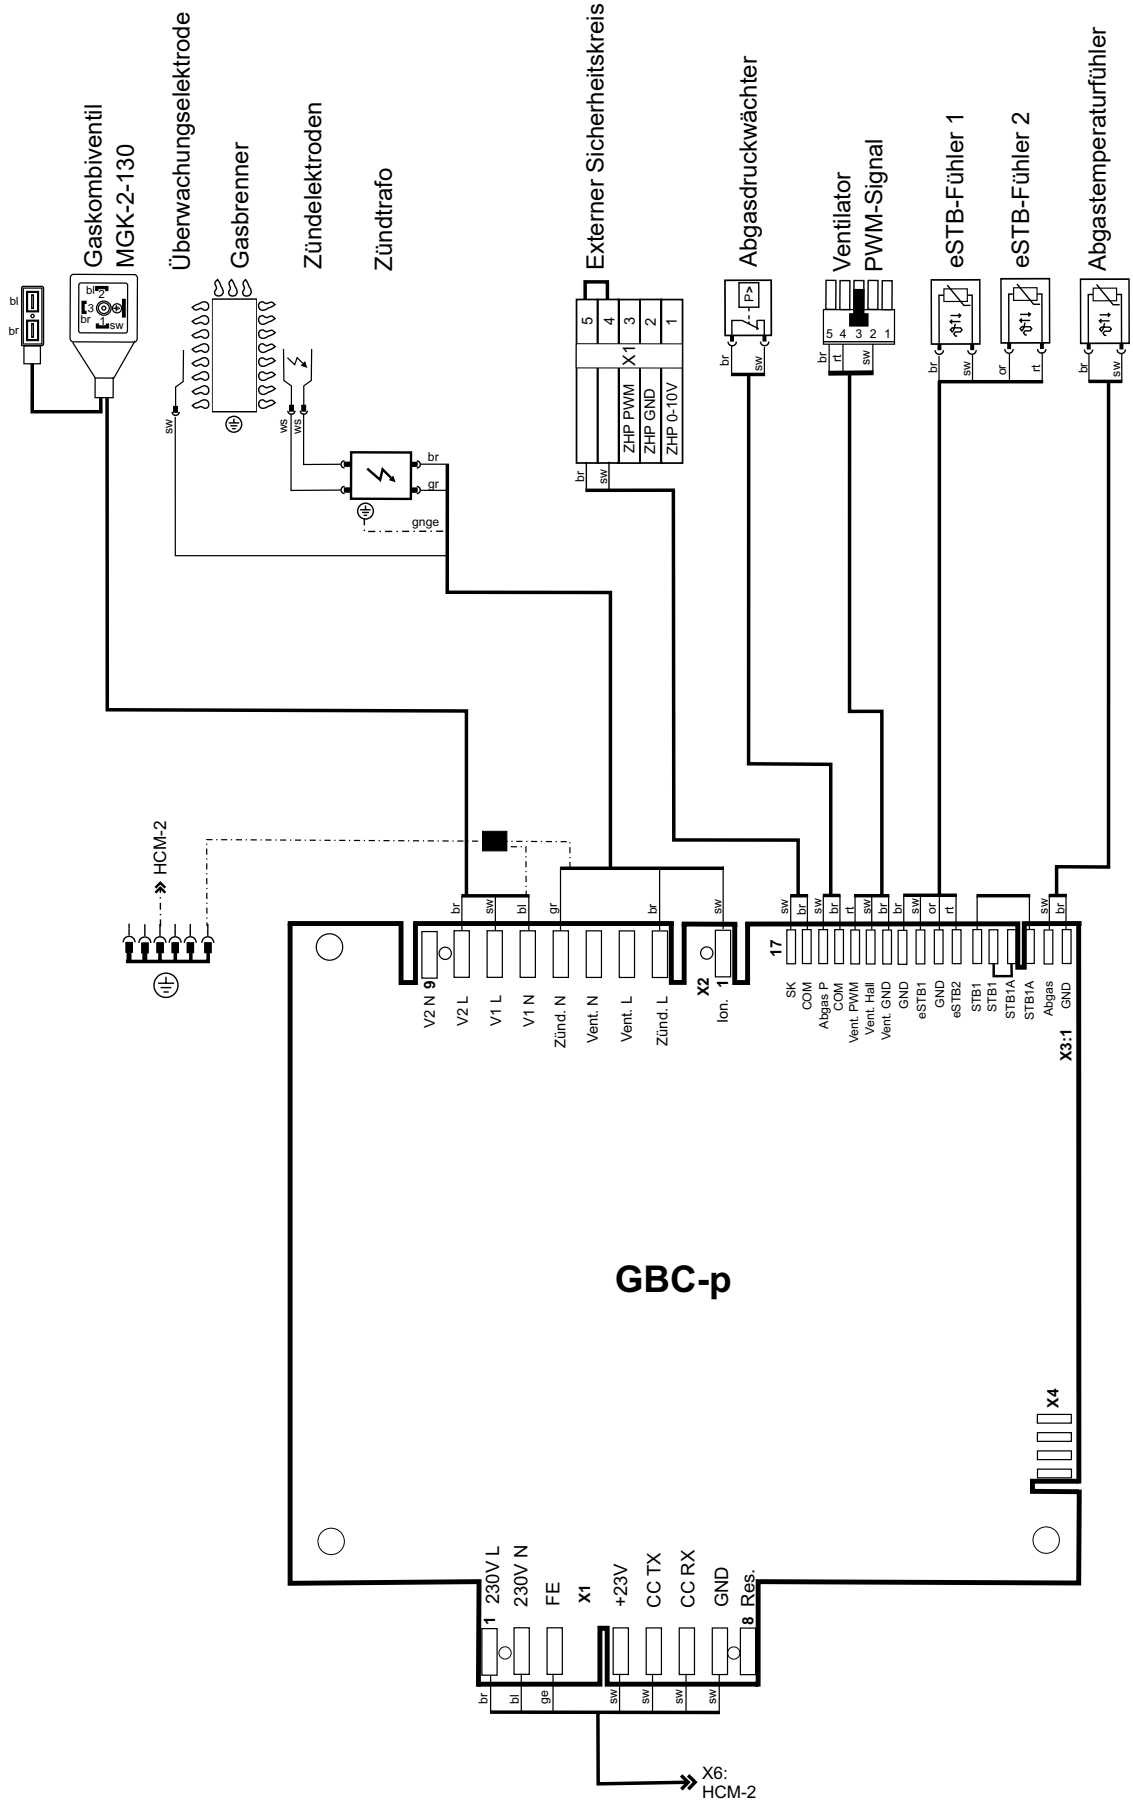 Gaskombiventil
MGK-2-130
Überwachungselektrode
Gasbrenner
Zündelektroden
Zündtrafo
Externer Sicherheitskreis
Abgasdruckwächter
Ventilator
PWM-Signal
eSTB-Fühler 1
eSTB-Fühler 2
Abgastemperaturfühler
bl
br
bl
2
3
br
1
sw
sw
ws
ws
br
gr
gnge
5
4
3
2
1
X1
ZHP PWM
ZHP GND
ZHP 0-10V
br
sw
P>
br
sw
5 4 3 2 1
br
rt
sw
br
sw
or
rt
br
sw
HCM-2
br
sw
bl
gr
br
sw
sw
br
sw
br
rt
sw
br
br
sw
or
rt
sw
br
V2 N 9
V2 L
V1 L
V1 N
Zünd. N
Vent. N
Vent. L
Zünd. L
X2
Ion. 1
17
SK
COM
Abgas P
COM
Vent. PWM
Vent. Hall
Vent. GND
GND
eSTB1
GND
eSTB2
STB1
STB1
STB1A
STB1A
Abgas
GND
X3:1
GBC-p
X4
1 230V L
230V N
FE
X1
+23V
CC TX
CC RX
GND
8 Res.
br
bl
ge
sw
sw
sw
sw
X6:
HCM-2